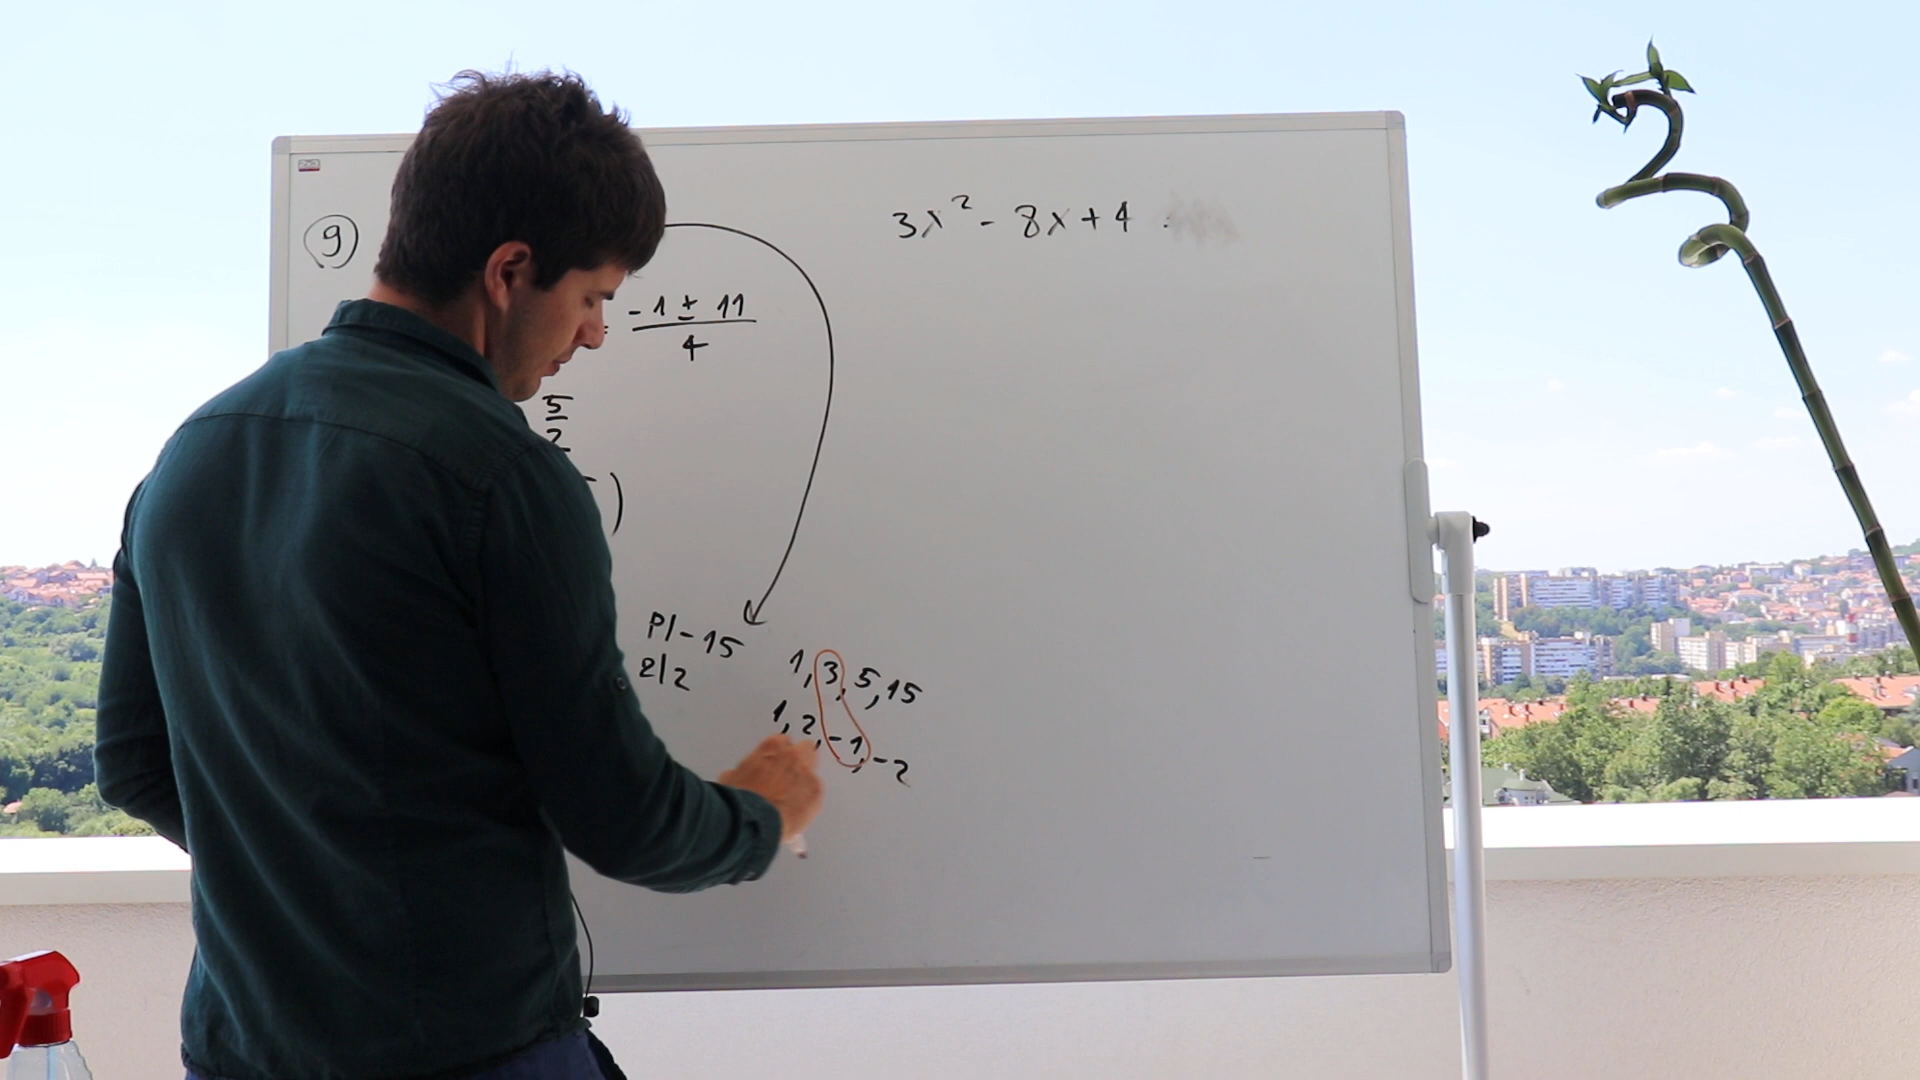 9
3x² - 8x + 4
= -1 ± 11
4
5
2
)
P|-15
1, 3, 5, 15
2|2
1, 2, -1, -2